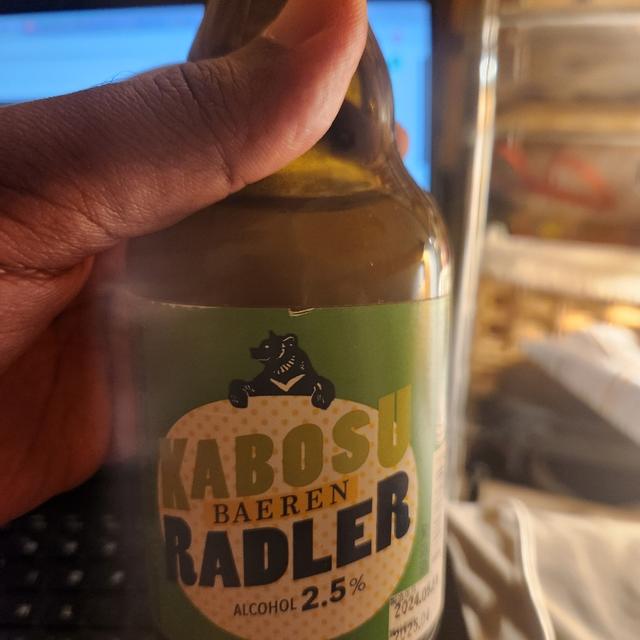 KABOSU
BAEREN
RADLER
ALCOHOL 2.5%